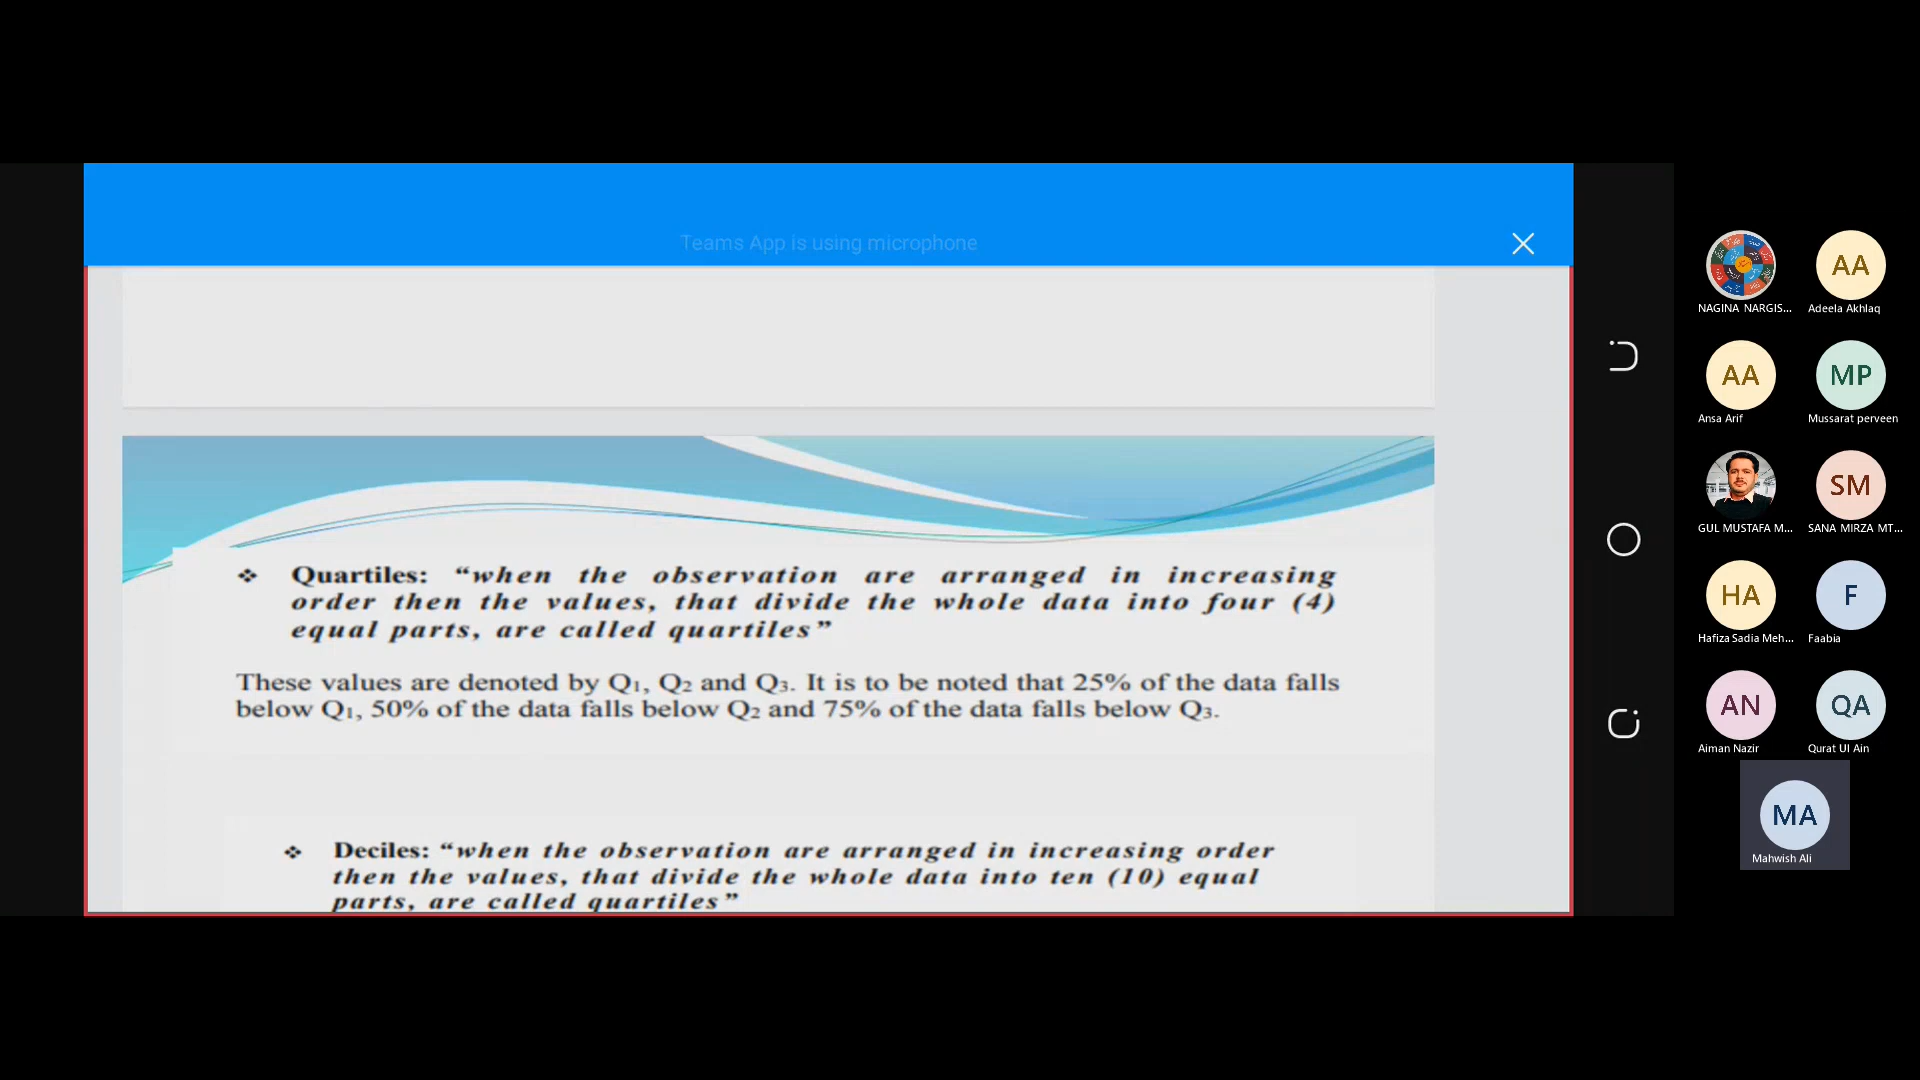 Teams App is using microphone
❖ Quartiles: “when the observation are arranged in increasing
order then the values, that divide the whole data into four (4)
equal parts, are called quartiles”
These values are denoted by Q₁, Q₂ and Q₃. It is to be noted that 25% of the data falls
below Q₁, 50% of the data falls below Q₂ and 75% of the data falls below Q₃.
❖ Deciles: “when the observation are arranged in increasing order
then the values, that divide the whole data into ten (10) equal
parts, are called quartiles”
NAGINA NARGIS...
AA
Adeela Akhlaq
AA
Ansa Arif
MP
Mussarat perveen
GUL MUSTAFA M...
SM
SANA MIRZA MT...
HA
Hafiza Sadia Meh...
F
Faabia
AN
Aiman Nazir
QA
Qurat Ul Ain
MA
Mahwish Ali